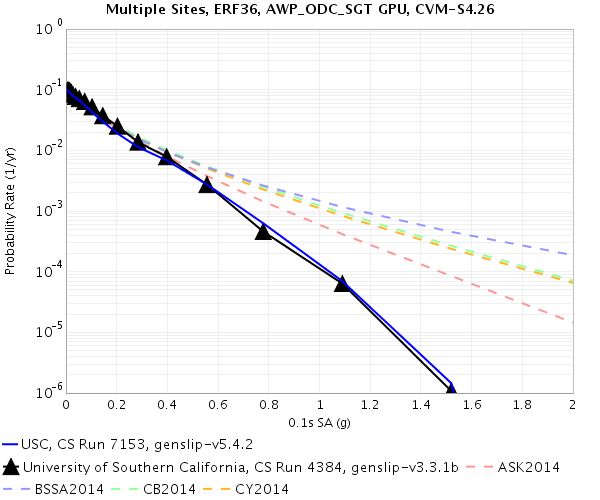 Multiple Sites, ERF36, AWP_ODC_SGT GPU, CVM-S4.26
Probability Rate (1/yr)
10 0
10 -1
10 -2
10 -3
10 -4
10 -5
10 -6
0 0.2 0.4 0.6 0.8 1 1.2 1.4 1.6 1.8 2
0.1s SA (g)
USC, CS Run 7153, genslip-v5.4.2
University of Southern California, CS Run 4384, genslip-v3.3.1b ASK2014
BSSA2014 CB2014 CY2014